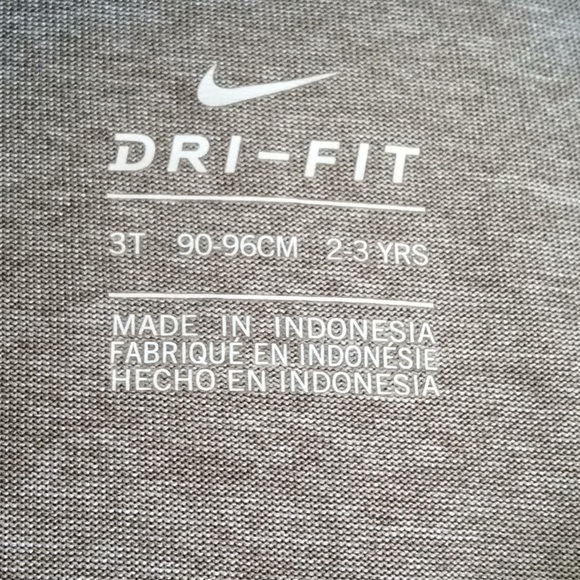 DRI-FIT
3T 90-96CM 2-3 YRS
MADE IN INDONESIA
FABRIQUÉ EN INDONÉSIE
HECHO EN INDONESIA